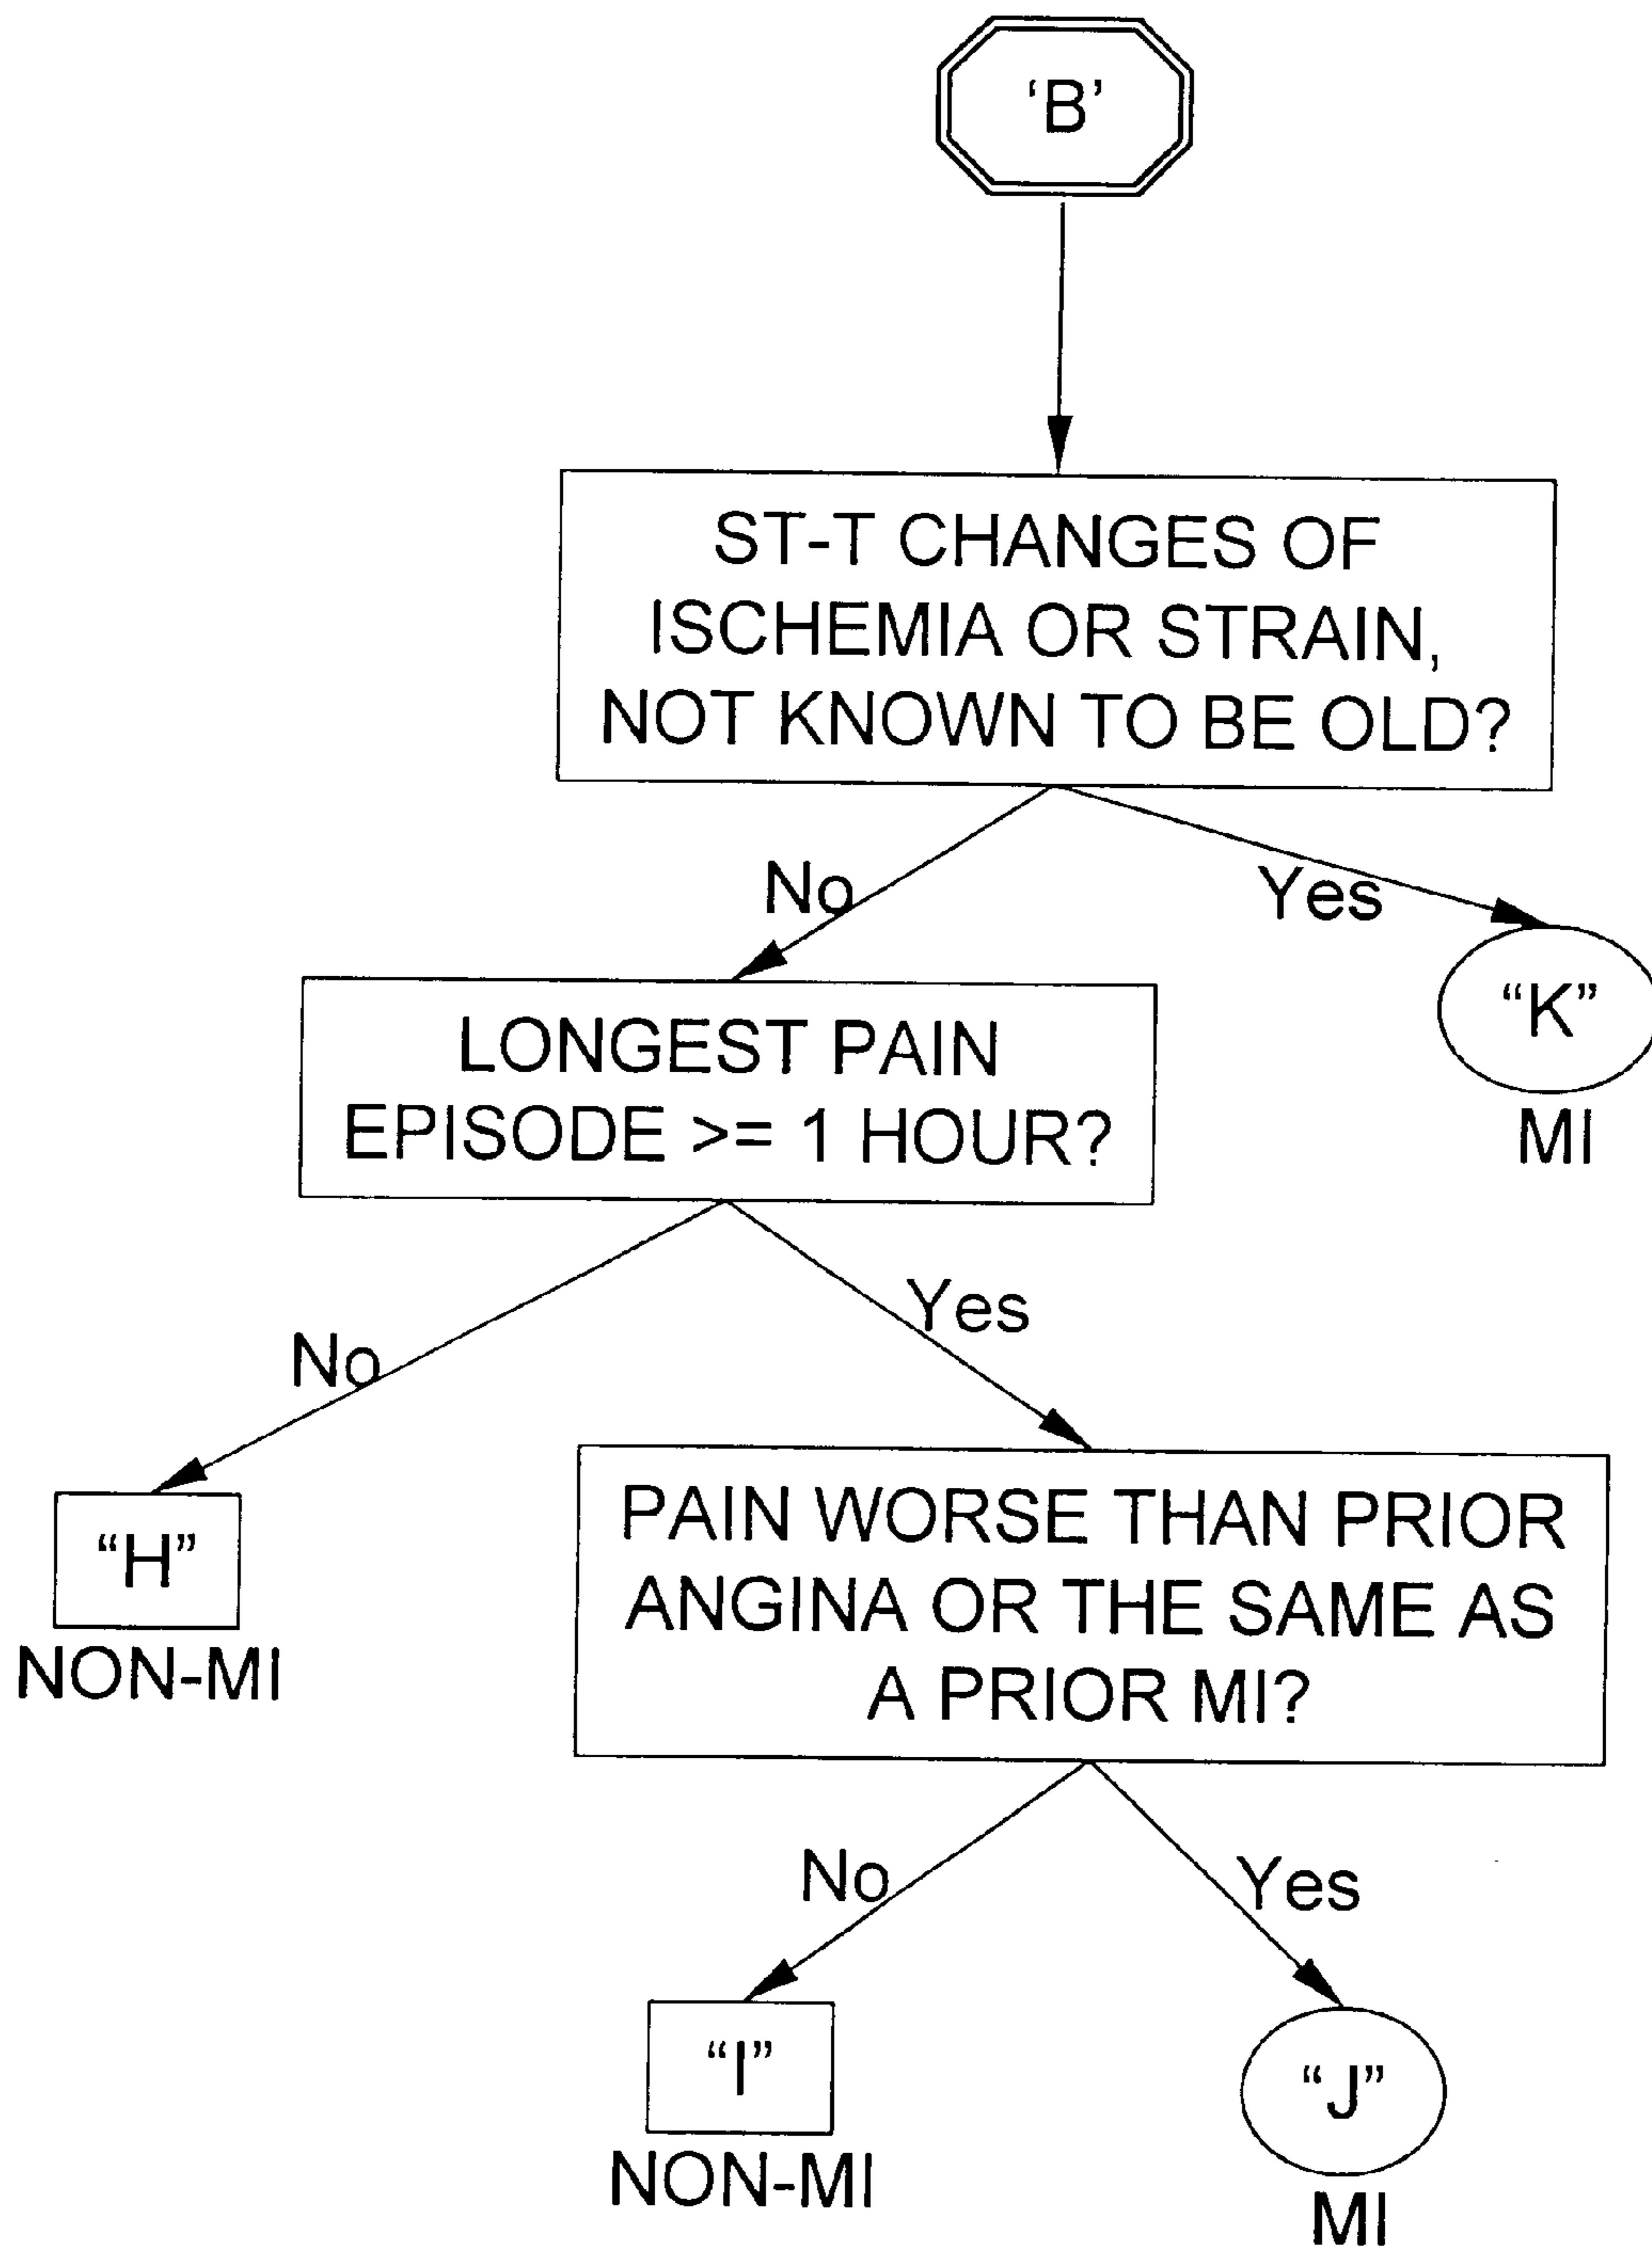 ‘B’
ST-T CHANGES OF
ISCHEMIA OR STRAIN,
NOT KNOWN TO BE OLD?
No
Yes
LONGEST PAIN
EPISODE >= 1 HOUR?
“K”
MI
No
Yes
“H”
NON-MI
PAIN WORSE THAN PRIOR
ANGINA OR THE SAME AS
A PRIOR MI?
No
Yes
“I”
NON-MI
“J”
MI